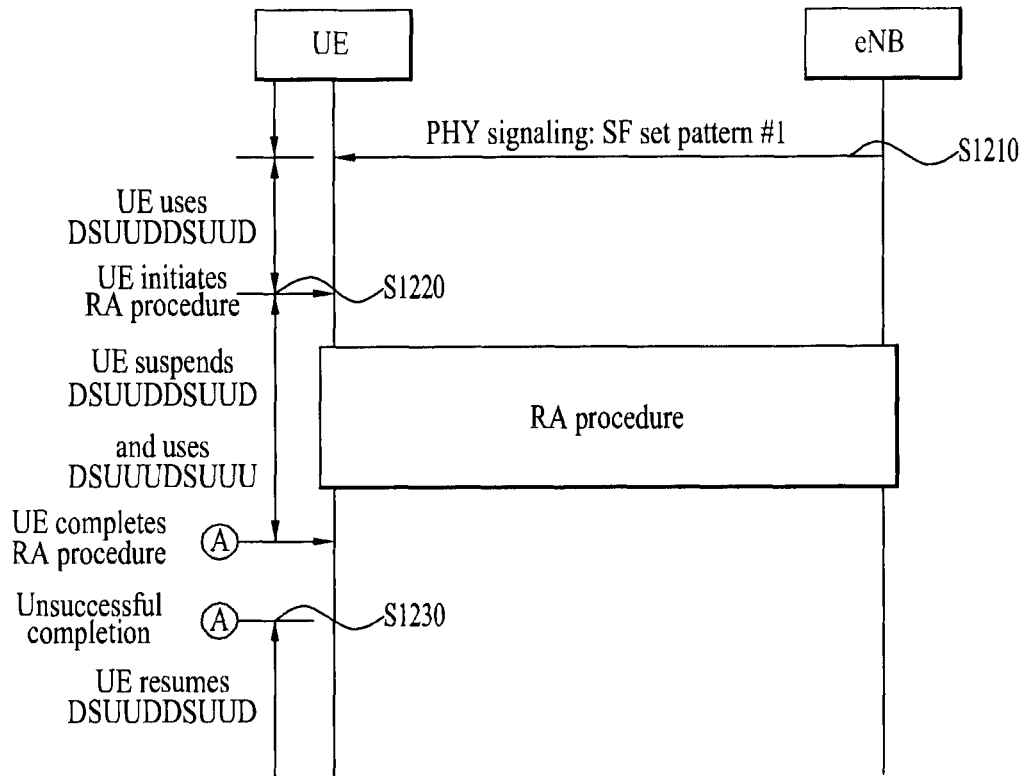 UE
eNB
PHY signaling: SF set pattern #1
S1210
UE uses
DSUUDDSUUD
UE initiates
RA procedure
S1220
UE suspends
DSUUDDSUUD
and uses
DSUUUDSUUU
RA procedure
UE completes
RA procedure
A
Unsuccessful
completion
A
S1230
UE resumes
DSUUDDSUUD